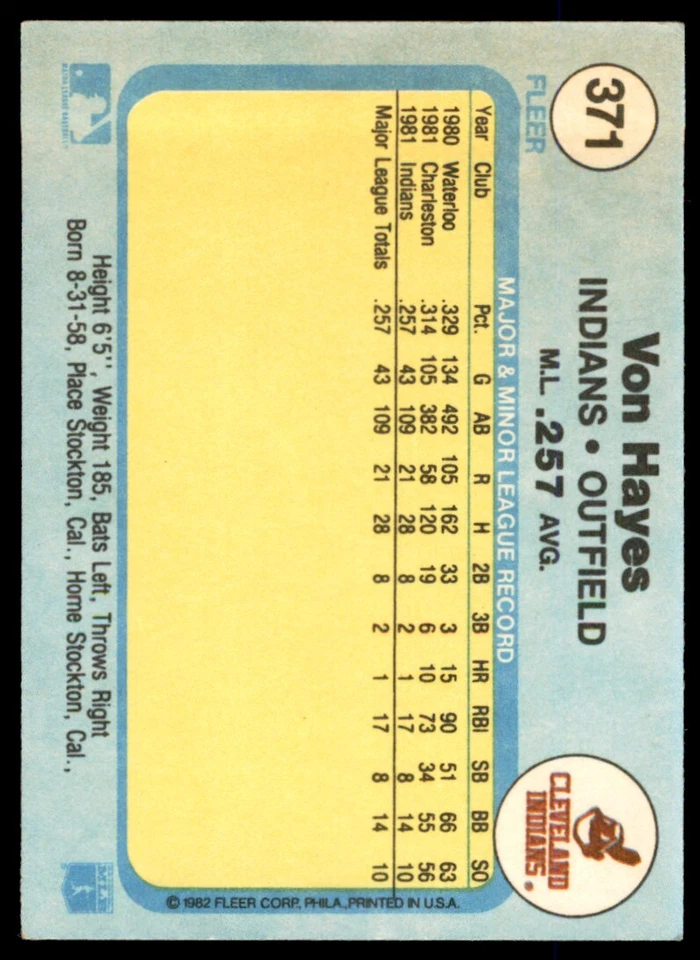 371
FLEER
Von Hayes
INDIANS • OUTFIELD
M.L. .257 AVG.
CLEVELAND
INDIANS
MAJOR & MINOR LEAGUE RECORD
Year Club Pct. G AB R H 2B 3B HR RBI SB BB SO
1980 Waterloo .329 134 492 105 162 33 3 15 90 51 66 63
1981 Charleston .314 105 382 58 120 19 6 10 73 34 55 56
1981 Indians .257 43 109 21 28 8 2 1 17 8 14 10
Major League Totals .257 43 109 21 28 8 2 1 17 8 14 10
© 1982 FLEER CORP., PHILA., PRINTED IN U.S.A.
MAJOR LEAGUE BASEBALL
Height 6'5'', Weight 185, Bats Left, Throws Right
Born 8-31-58, Place Stockton, Cal., Home Stockton, Cal.,